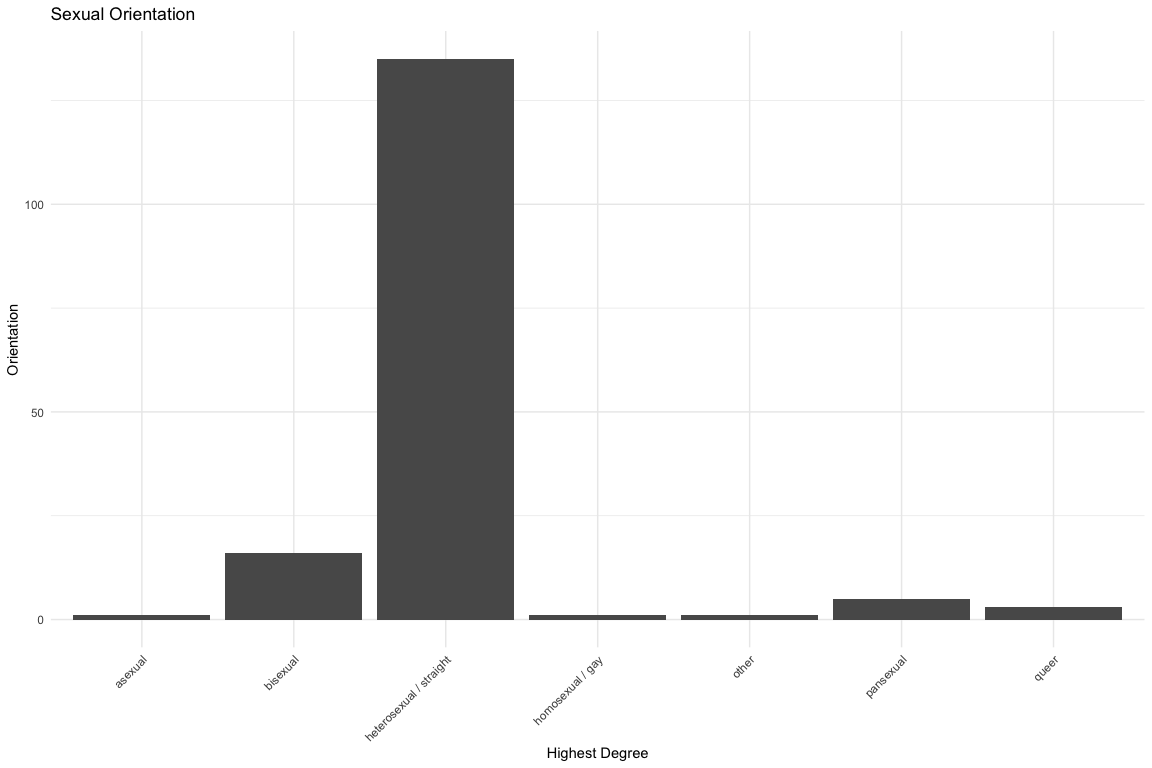 Sexual Orientation
Orientation
100
50
0
asexual
bisexual
heterosexual / straight
homosexual / gay
other
pansexual
queer
Highest Degree